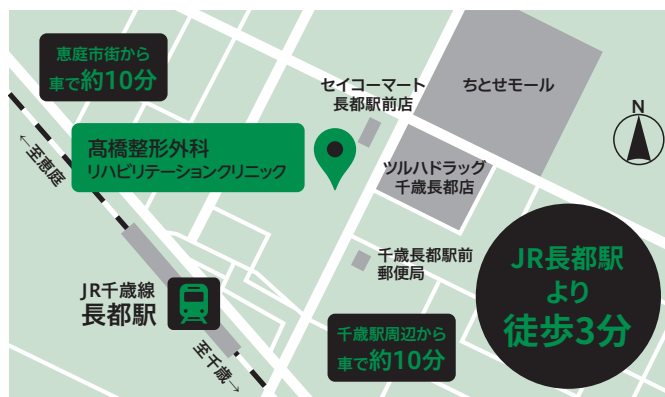 恵庭市街から
車で約10分
セイコーマート
長都駅前店
ちとせモール
N
髙橋整形外科
リハビリテーションクリニック
←至恵庭
ツルハドラッグ
千歳長都店
千歳長都駅前
郵便局
JR長都駅
より
徒歩3分
JR千歳線
長都駅
千歳駅周辺から
車で約10分
至千歳→